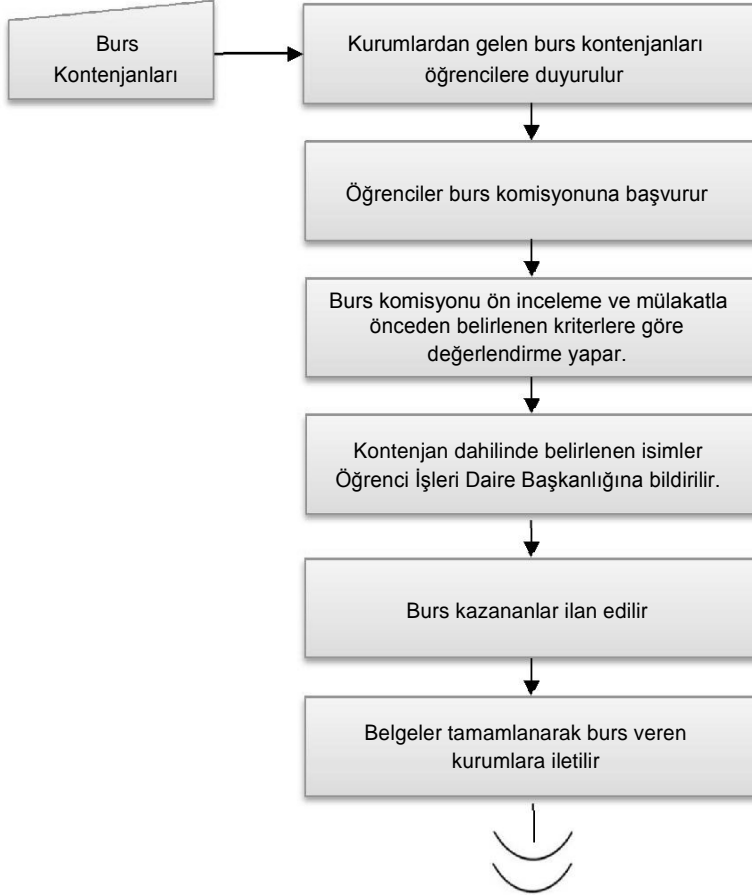 Burs
Kontenjanları
Kurumlardan gelen burs kontenjanları
öğrencilere duyurulur
Öğrenciler burs komisyonuna başvurur
Burs komisyonu ön inceleme ve mülakatla
önceden belirlenen kriterlere göre
değerlendirme yapar.
Kontenjan dahilinde belirlenen isimler
Öğrenci İşleri Daire Başkanlığına bildirilir.
Burs kazananlar ilan edilir
Belgeler tamamlanarak burs veren
kurumlara iletilir